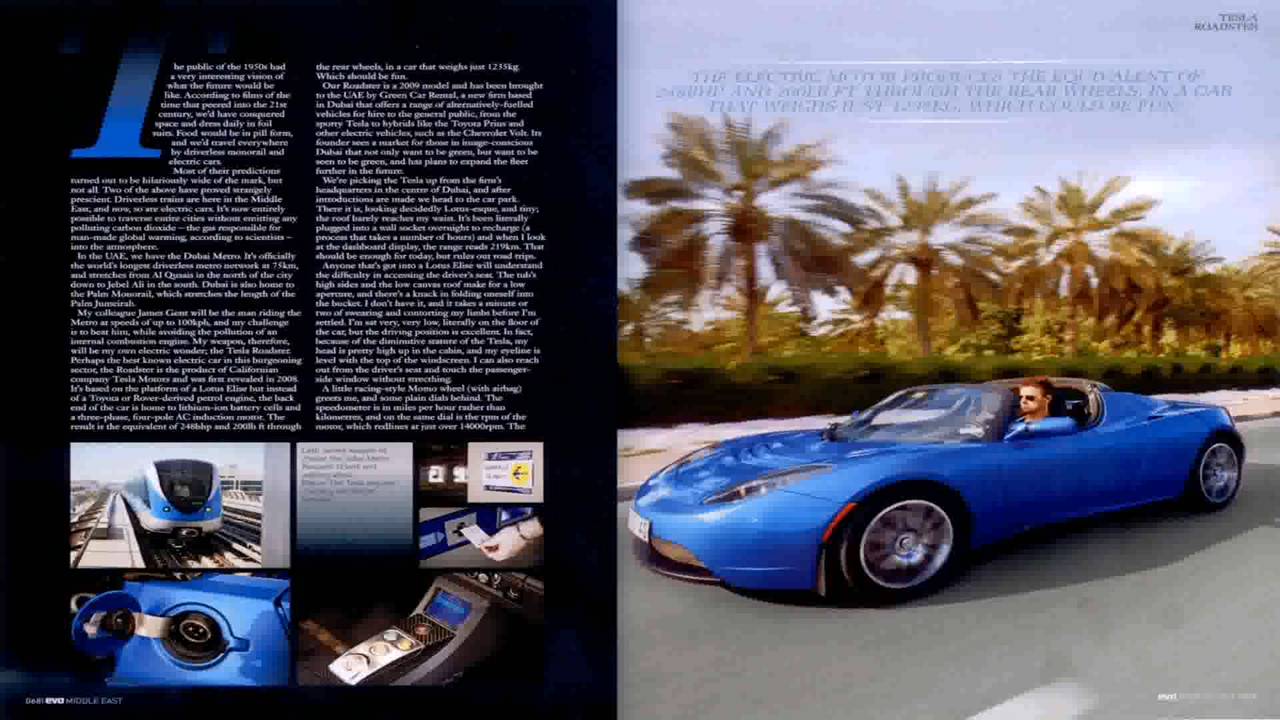 TESLA
ROADSTER
The public of the 1950s had
a very interesting vision of
what the future would be
like. According to films of the
time that peered into the 21st
century, we'd have conquered
space and dress daily in foil
suits. Food would be in pill form,
and we'd travel everywhere
by driverless monorail and
electric cars.
Most of their predictions
turned out to be hilariously wide of the mark, but
not all. Two of the above have proved strangely
prescient. Driverless trains are here in the Middle
East, and now, so are electric cars. It's now entirely
possible to traverse entire cities without emitting any
polluting carbon dioxide – the gas responsible for
man-made global warming, according to scientists –
into the atmosphere.
In the UAE, we have the Dubai Metro. It's officially
the world's longest driverless metro network at 75km,
and stretches from Al Qusais in the north of the city
down to Jebel Ali in the south. Dubai is also home to
the Palm Monorail, which stretches the length of the
Palm Jumeirah.
My colleague James Gent will be the man riding the
Metro at speeds of up to 100kph, and my challenge
is to beat him, while avoiding the pollution of an
internal combustion engine. My weapon, therefore,
will be my own electric wonder; the Tesla Roadster.
Perhaps the best known electric car in this burgeoning
sector, the Roadster is the product of Californian
company Tesla Motors and was first revealed in 2008.
It's based on the platform of a Lotus Elise but instead
of a Toyota or Rover-derived petrol engine, the back
end of the car is home to lithium-ion battery cells and
a three-phase, four-pole AC induction motor. The
result is the equivalent of 248bhp and 200lb ft through
the rear wheels, in a car that weighs just 1235kg.
Which should be fun.
Our Roadster is a 2009 model and has been brought
to the UAE by Green Car Rental, a new firm based
in Dubai that offers a range of alternatively-fuelled
vehicles for hire to the general public, from the
sporty Tesla to hybrids like the Toyota Prius and
other electric vehicles, such as the Chevrolet Volt. Its
founder sees a market for those in image-conscious
Dubai that not only want to be green, but want to be
seen to be green, and has plans to expand the fleet
further in the future.
We're picking the Tesla up from the firm's
headquarters in the centre of Dubai, and after
introductions are made we head to the car park.
There it is, looking decidedly Lotus-esque, and tiny;
the roof barely reaches my waist. It's been literally
plugged into a wall socket overnight to recharge (a
process that takes a number of hours) and when I look
at the dashboard display, the range reads 219km. That
should be enough for today, but rules out road trips.
Anyone that's got into a Lotus Elise will understand
the difficulty in accessing the driver's seat. The tub's
high sides and the low canvas roof make for a low
aperture, and there's a knack in folding oneself into
the bucket. I don't have it, and it takes a minute or
two of swearing and contorting my limbs before I'm
settled. I'm sat very, very low, literally on the floor of
the car, but the driving position is excellent. In fact,
because of the diminutive stature of the Tesla, my
head is pretty high up in the cabin, and my eyeline is
level with the top of the windscreen. I can also reach
out from the driver's seat and touch the passenger-
side window without stretching.
A little racing-style Momo wheel (with airbag)
greets me, and some plain dials behind. The
speedometer is in miles per hour rather than
kilometres, and on the same dial is the rpm of the
motor, which redlines at just over 14000rpm. The
068 evo MIDDLE EAST
THE ELECTRIC MOTOR PRODUCES THE EQUIVALENT OF
248BHP AND 200LB FT THROUGH THE REAR WHEELS, IN A CAR
THAT WEIGHS JUST 1235KG. WHICH COULD BE FUN
evo